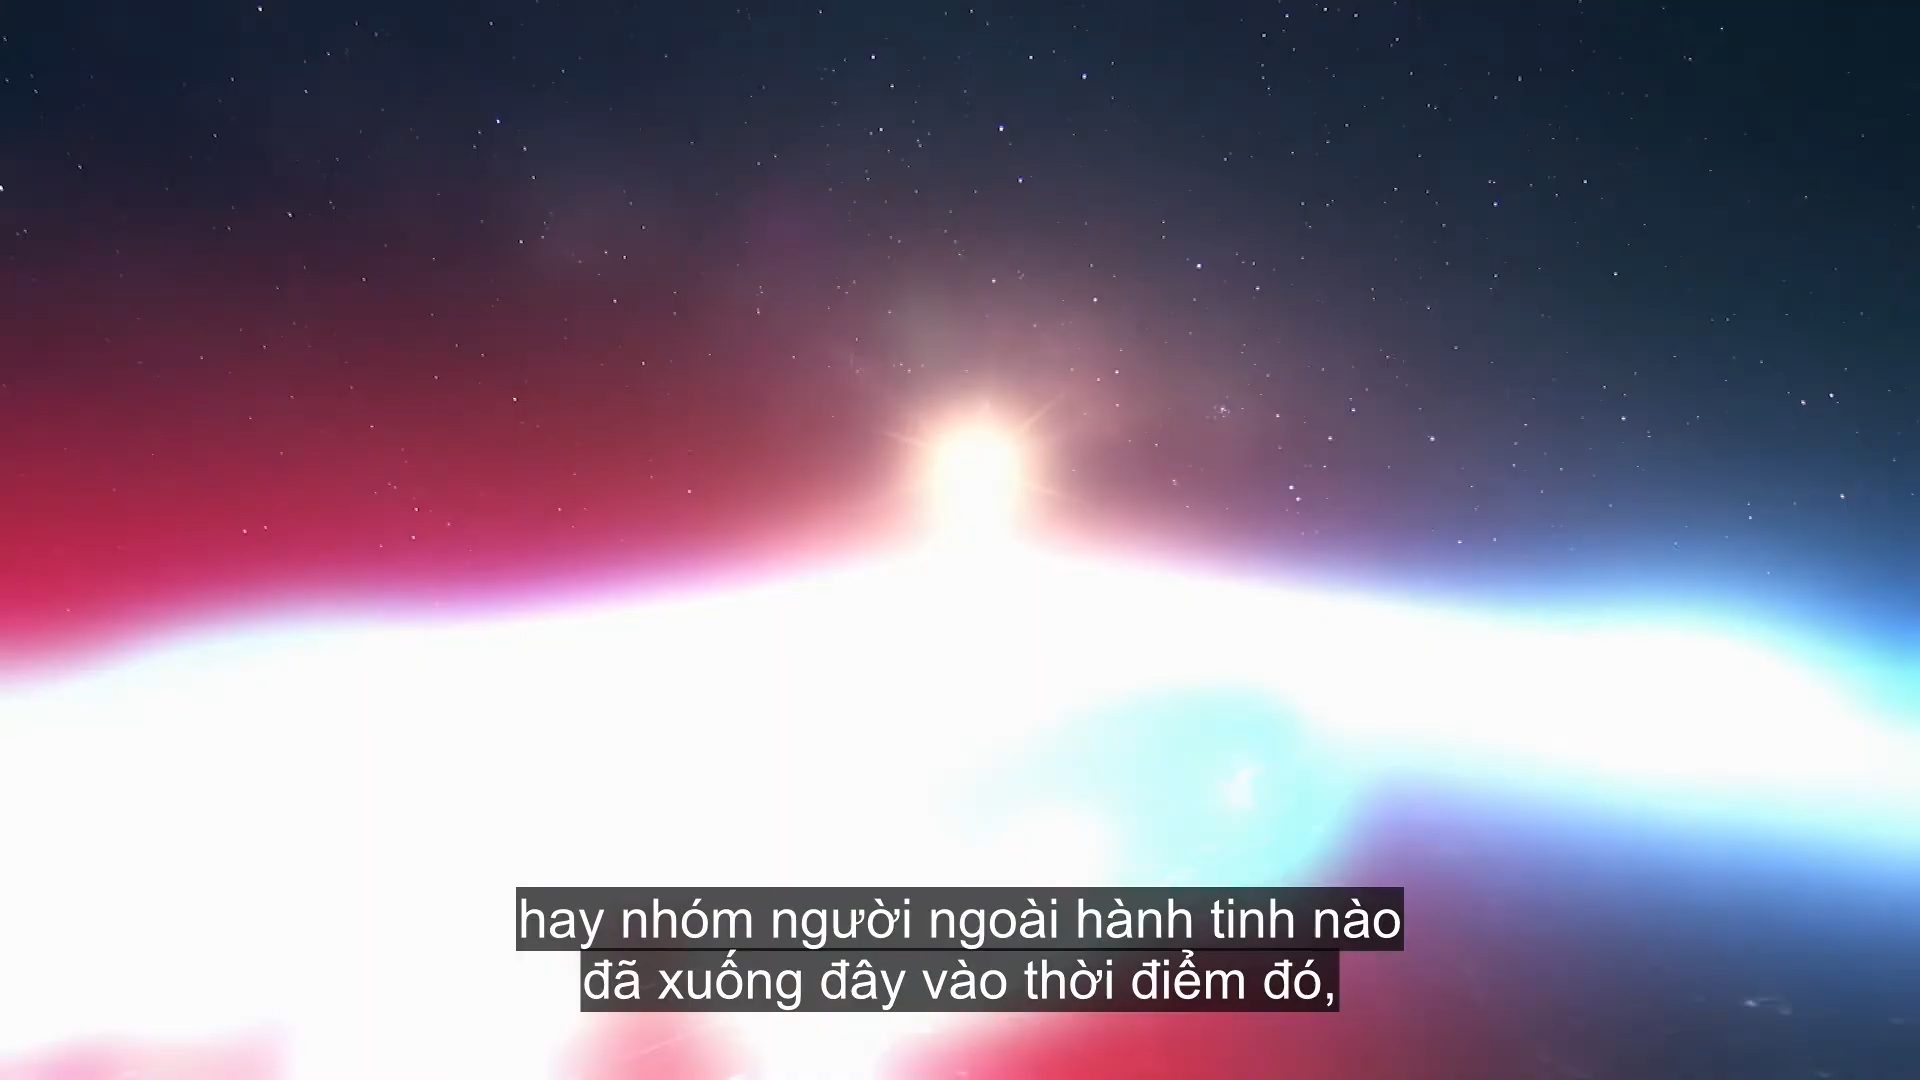 hay nhóm người ngoài hành tinh nào
đã xuống đây vào thời điểm đó,